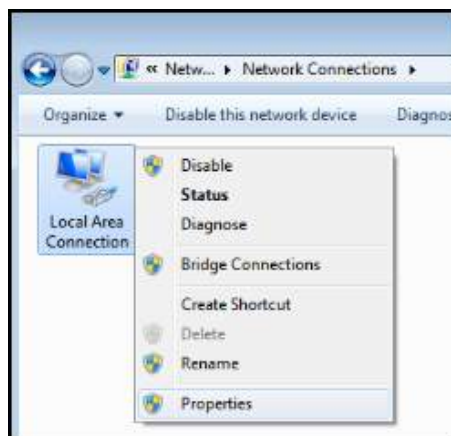 « Netw... ▸ Network Connections ▸
Organize ▾ Disable this network device Diagnos
Local Area
Connection
Disable
Status
Diagnose
Bridge Connections
Create Shortcut
Delete
Rename
Properties